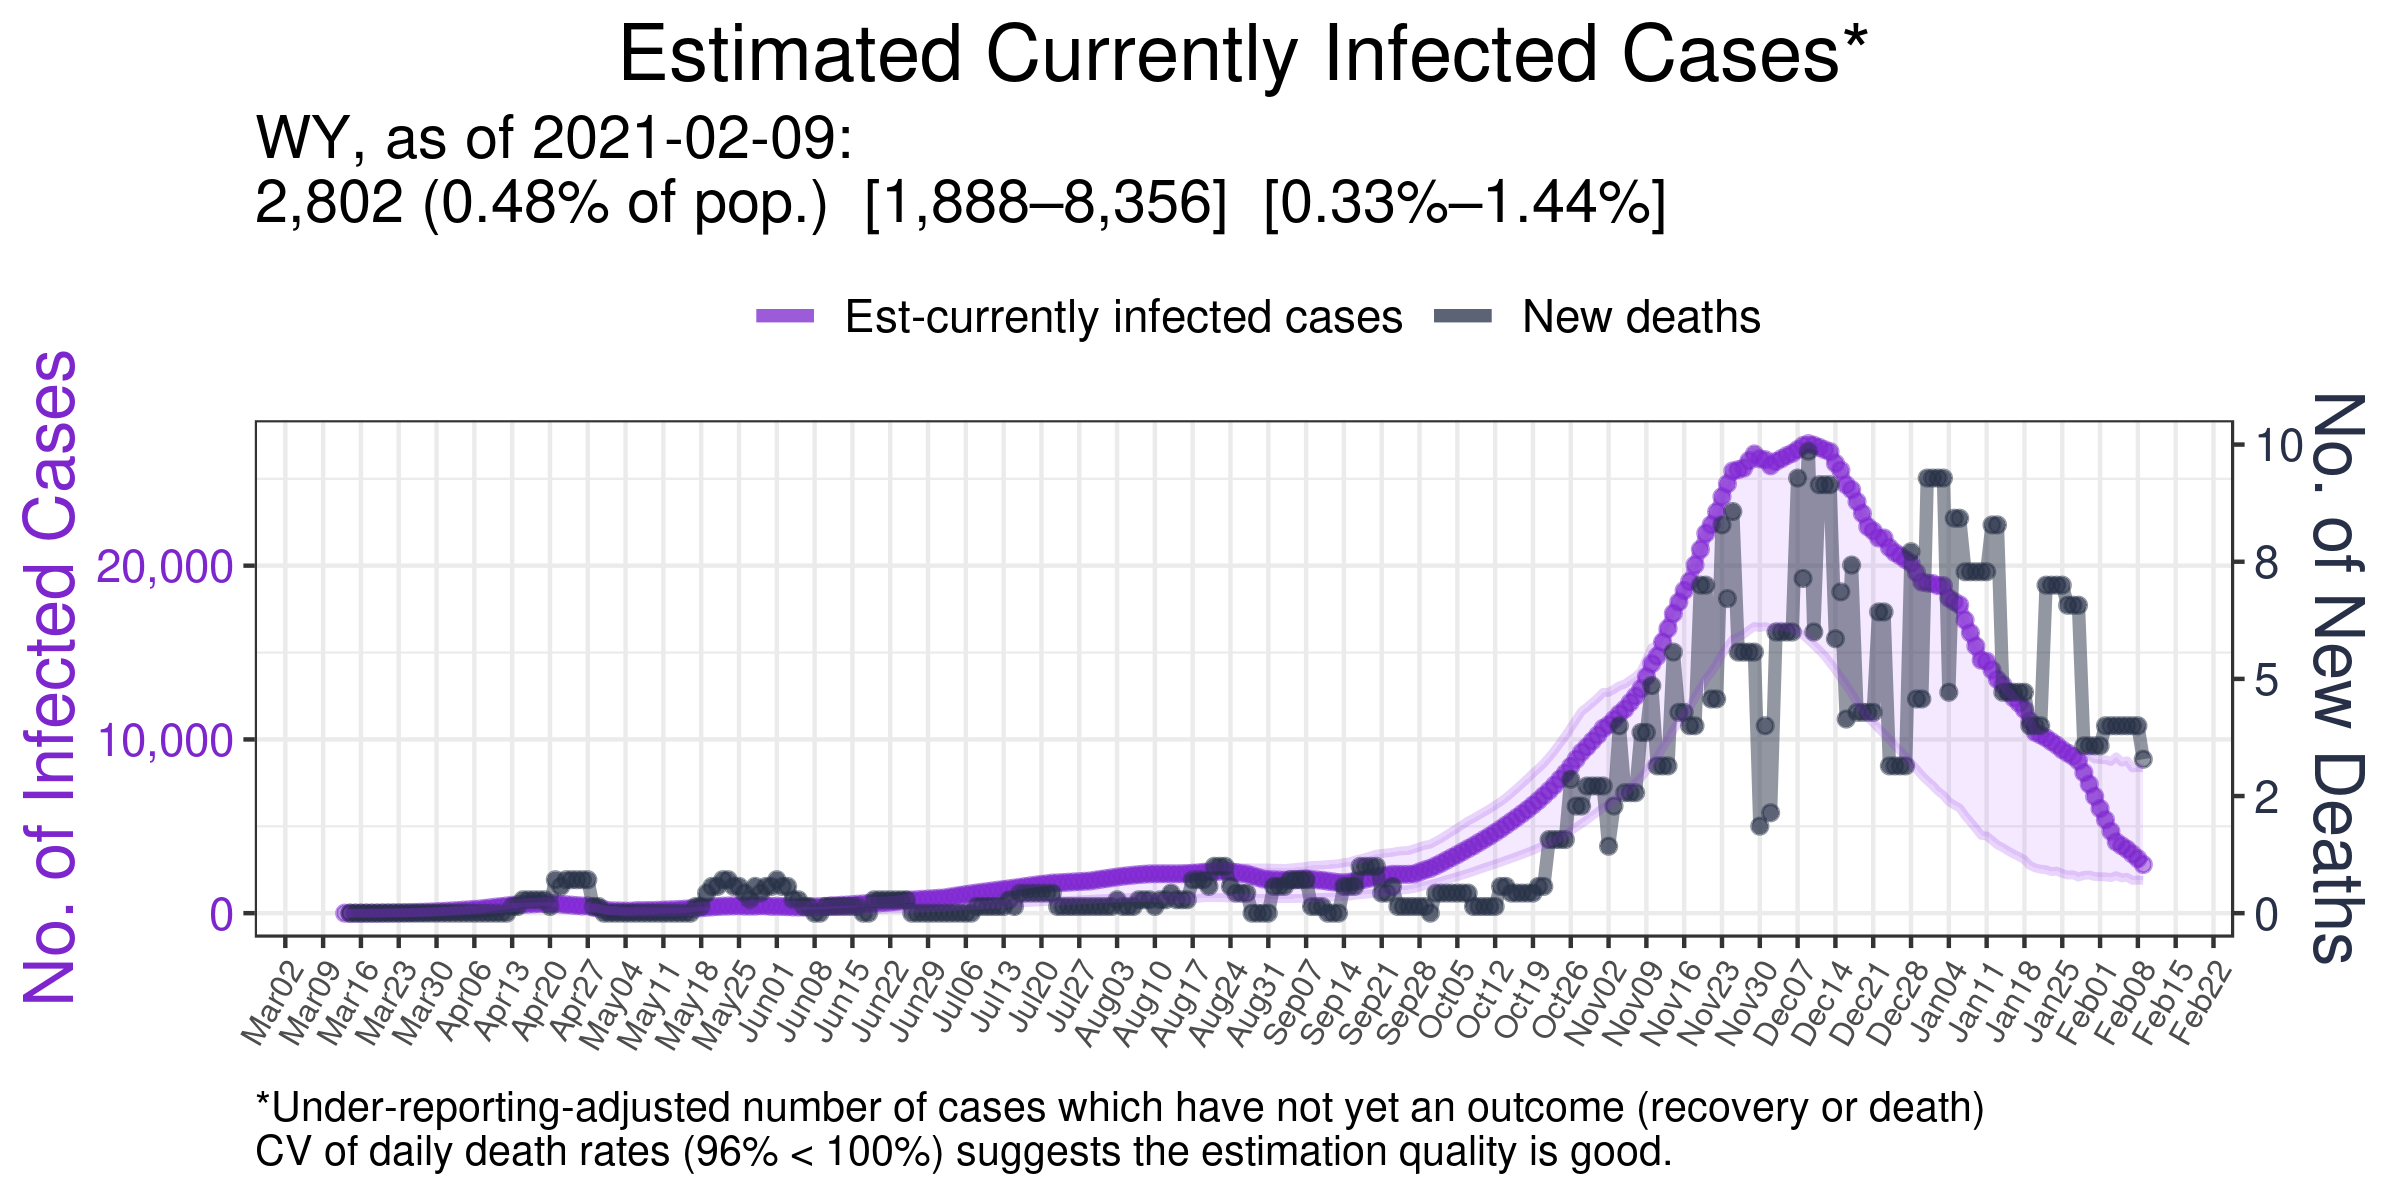 Estimated Currently Infected Cases*
WY, as of 2021-02-09:
2,802 (0.48% of pop.)  [1,888–8,356]  [0.33%–1.44%]
Est-currently infected cases
New deaths
No. of Infected Cases
20,000
10,000
0
10
8
5
2
0
No. of New Deaths
Mar02
Mar09
Mar16
Mar23
Mar30
Apr06
Apr13
Apr20
Apr27
May04
May11
May18
May25
Jun01
Jun08
Jun15
Jun22
Jun29
Jul06
Jul13
Jul20
Jul27
Aug03
Aug10
Aug17
Aug24
Aug31
Sep07
Sep14
Sep21
Sep28
Oct05
Oct12
Oct19
Oct26
Nov02
Nov09
Nov16
Nov23
Nov30
Dec07
Dec14
Dec21
Dec28
Jan04
Jan11
Jan18
Jan25
Feb01
Feb08
Feb15
Feb22
*Under-reporting-adjusted number of cases which have not yet an outcome (recovery or death)
CV of daily death rates (96% < 100%) suggests the estimation quality is good.